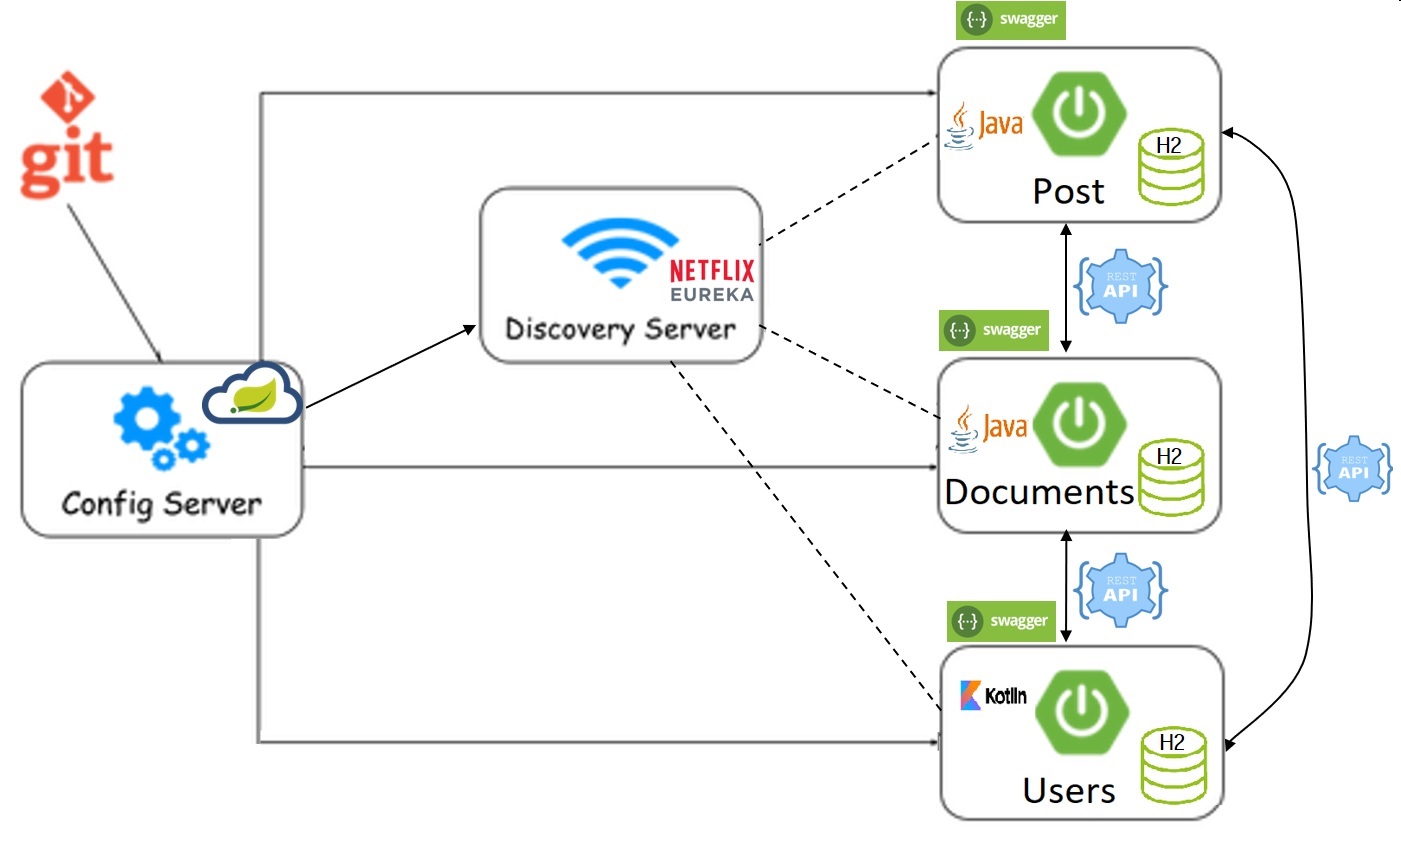 swagger
git
Java
H2
Post
NETFLIX
EUREKA
Discovery Server
REST
API
swagger
Java
H2
Documents
Config Server
REST
API
REST
API
swagger
Kotlin
H2
Users